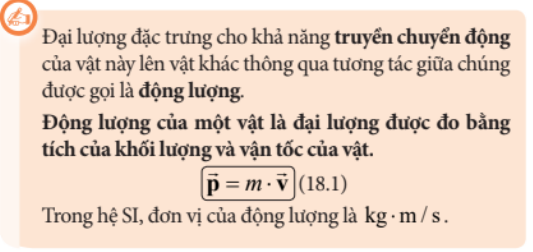 Đại lượng đặc trưng cho khả năng truyền chuyển động
của vật này lên vật khác thông qua tương tác giữa chúng
được gọi là động lượng.
Động lượng của một vật là đại lượng được đo bằng
tích của khối lượng và vận tốc của vật.
p⃗ = m · v⃗ (18.1)
Trong hệ SI, đơn vị của động lượng là kg · m / s .